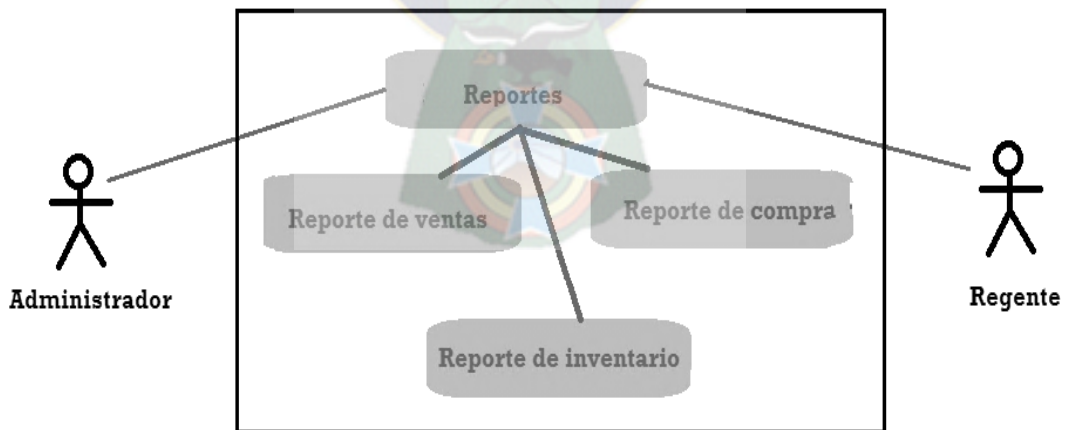 Reportes
Reporte de ventas
Reporte de compra
Administrador
Regente
Reporte de inventario